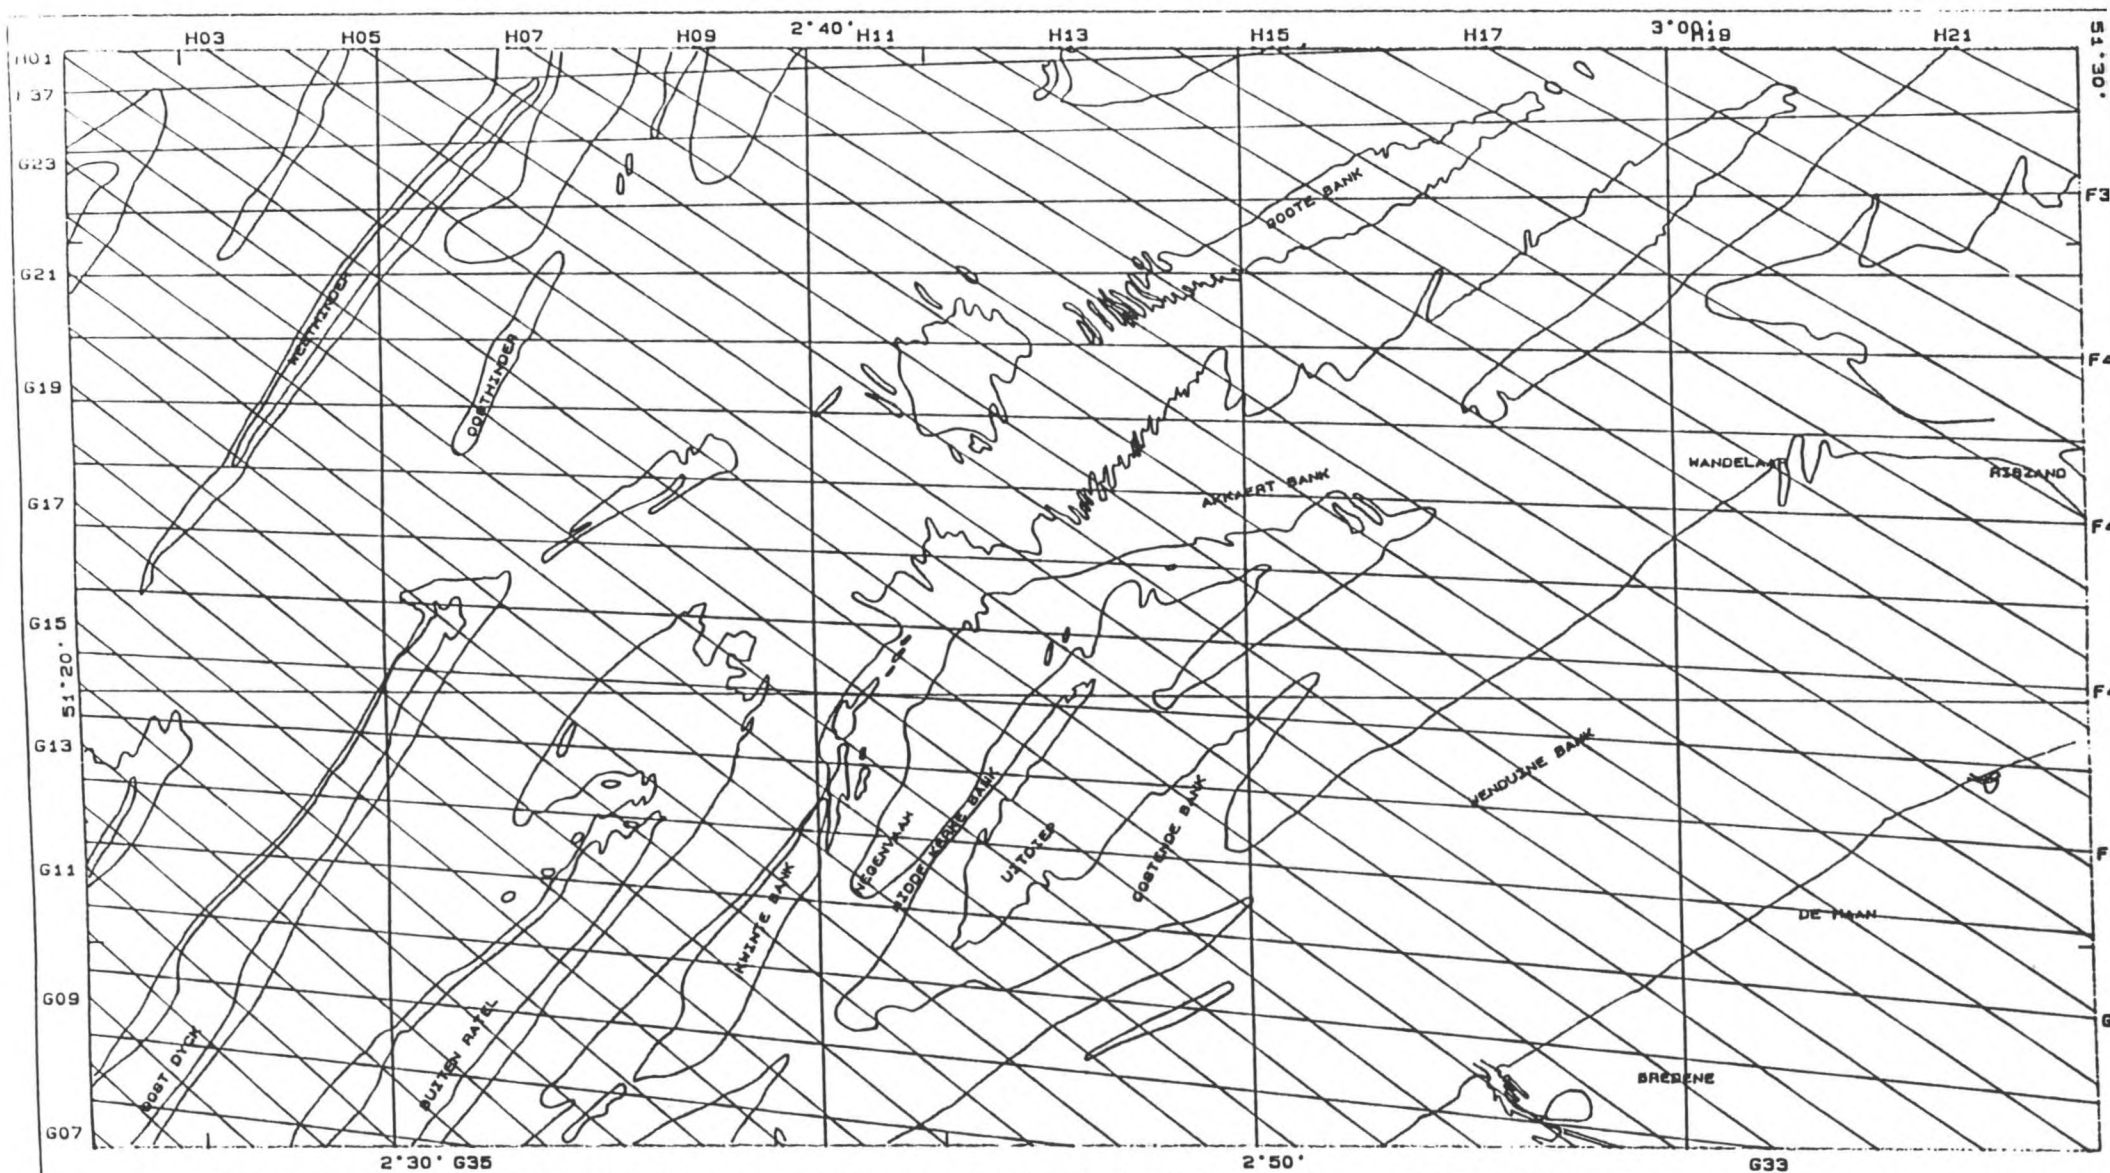 2°40' 3°00'
H03 H05 H07 H09 H11 H13 H15 H17 H19 H21
51°30'
H01
F37
G23
G21
G19
G17
G15
51°20'
G13
G11
G09
G07
F3
F4
F4
F4
F
G
WESTHINDER
OOSTHINDER
GOOTE BANK
AKKAERT BANK
WANDELAAR
RIBZAND
WENDUINE BANK
NEGENVAAM
MIDDELKERKE BANK
UITDIEP
OOSTENDE BANK
KWINTE BANK
DE HAAN
BUITEN RATEL
OOST DYCK
BREDENE
2°30' G35 2°50' G33